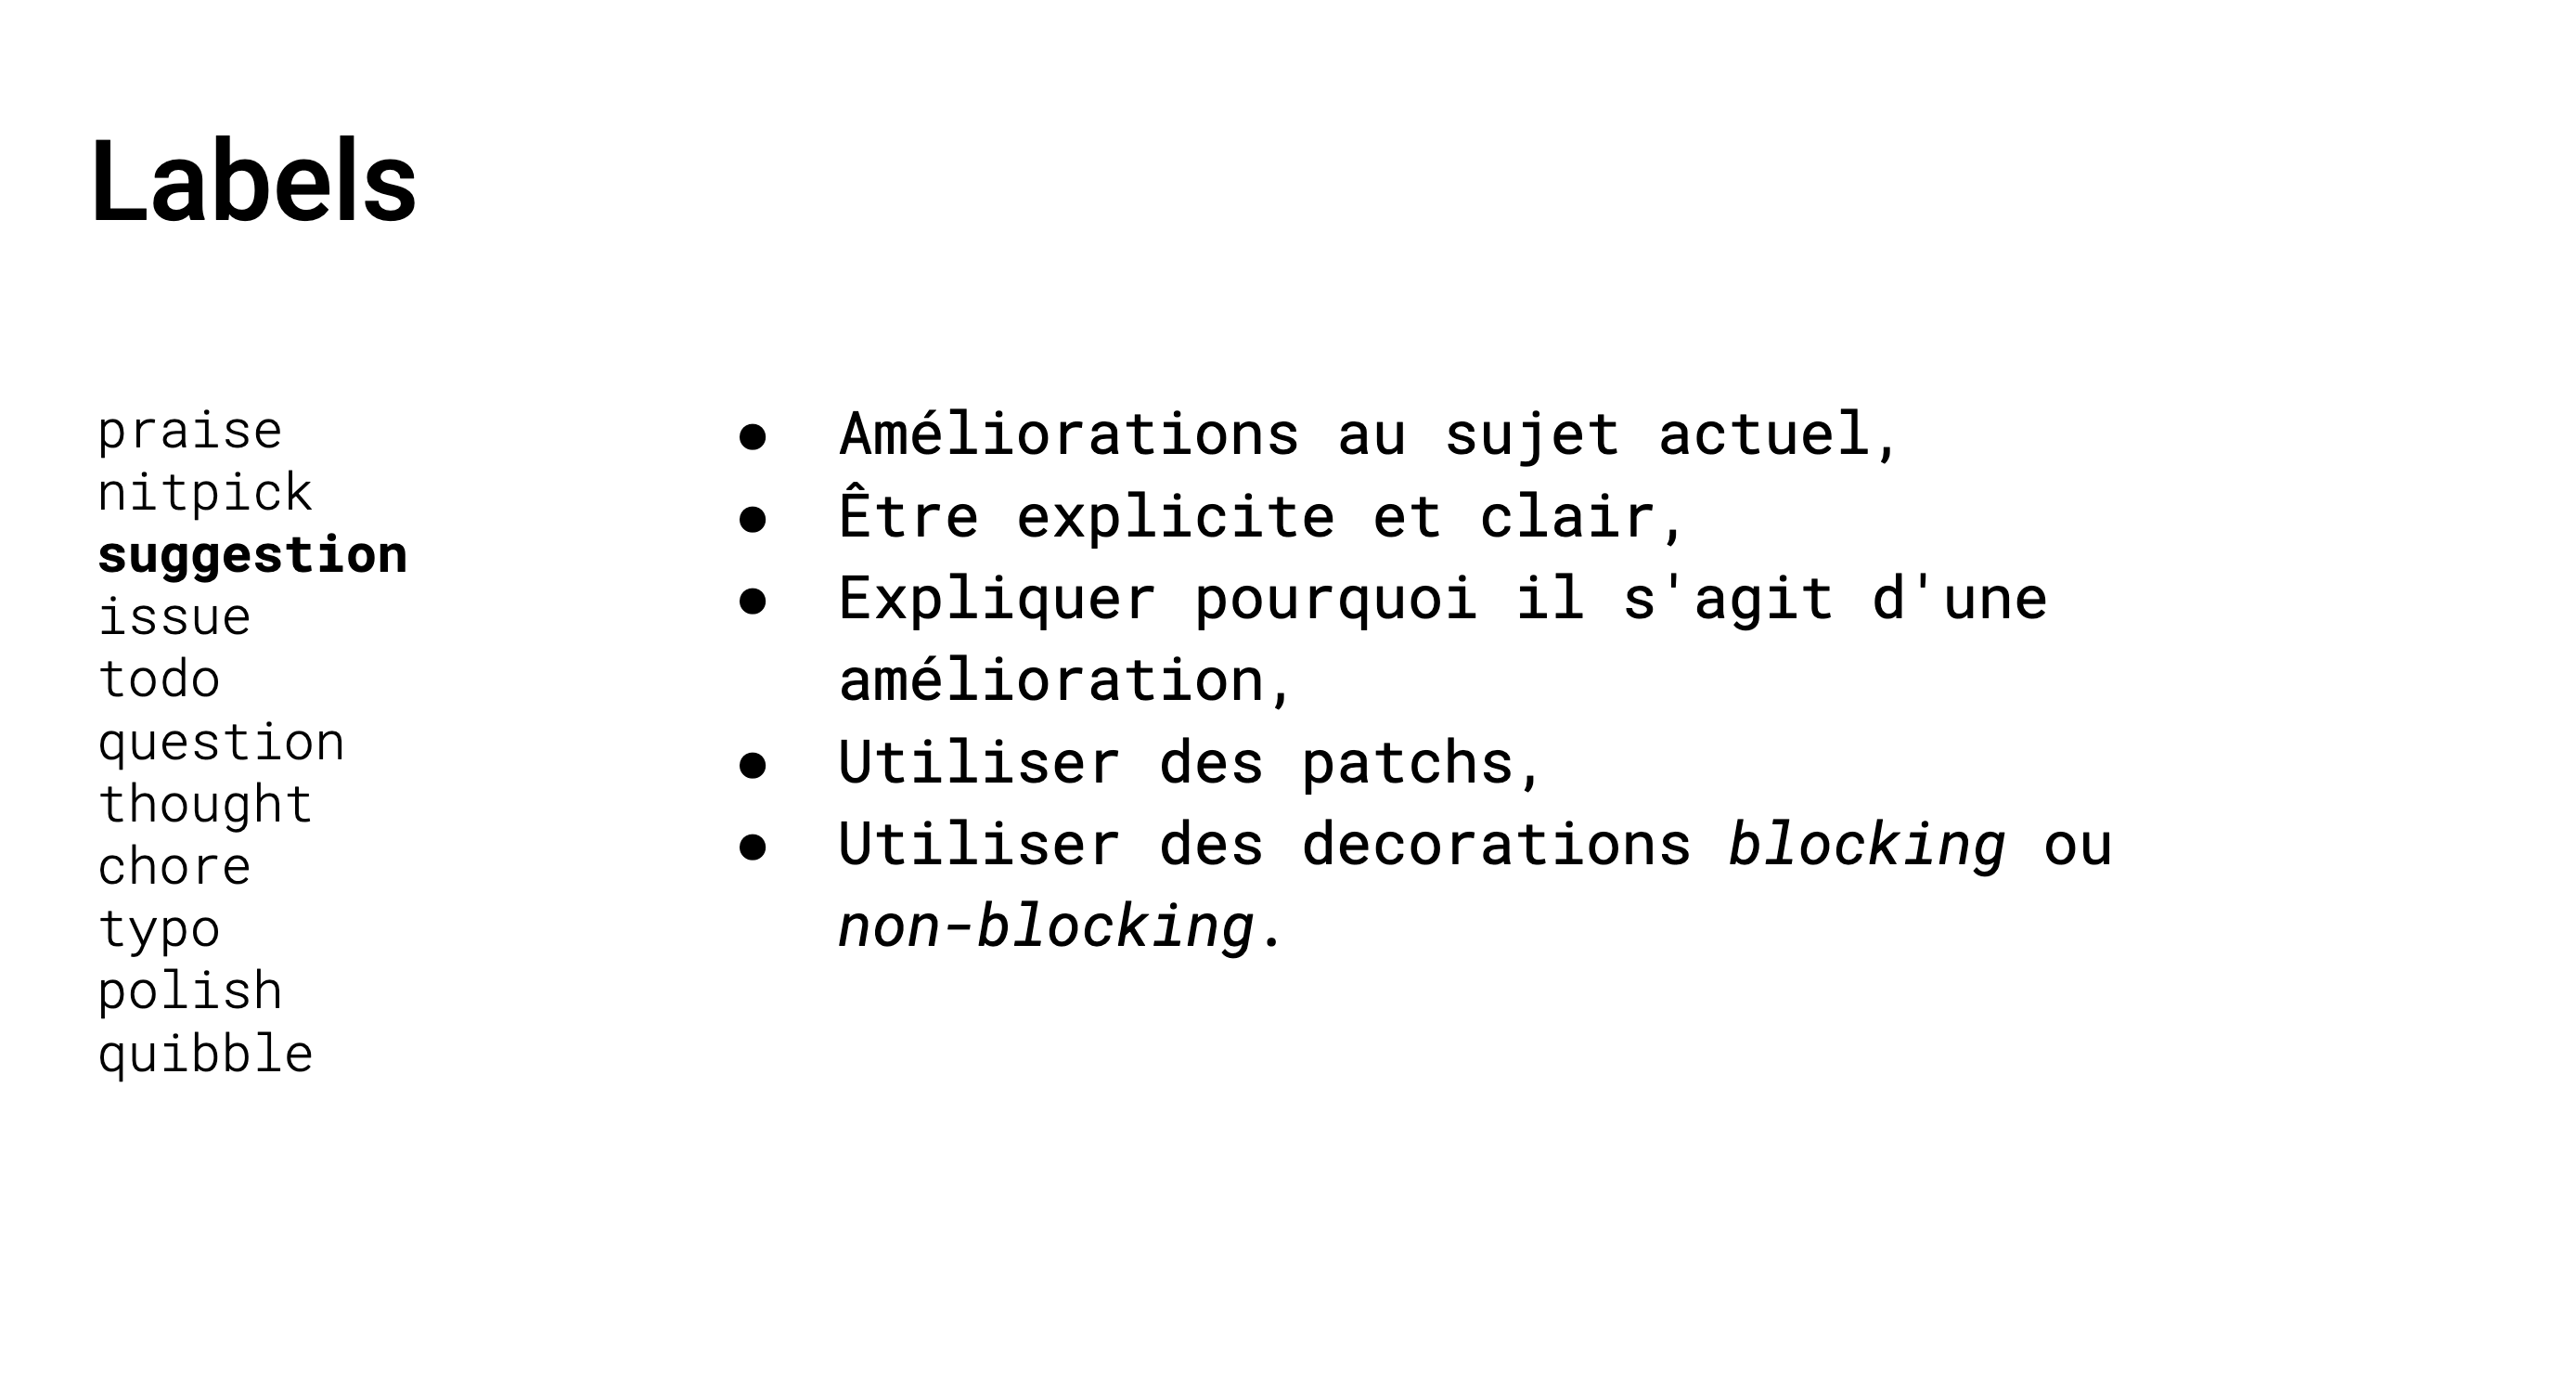 Labels
praise
nitpick
suggestion
issue
todo
question
thought
chore
typo
polish
quibble
● Améliorations au sujet actuel,
● Être explicite et clair,
● Expliquer pourquoi il s'agit d'une
amélioration,
● Utiliser des patchs,
● Utiliser des decorations blocking ou
non-blocking.